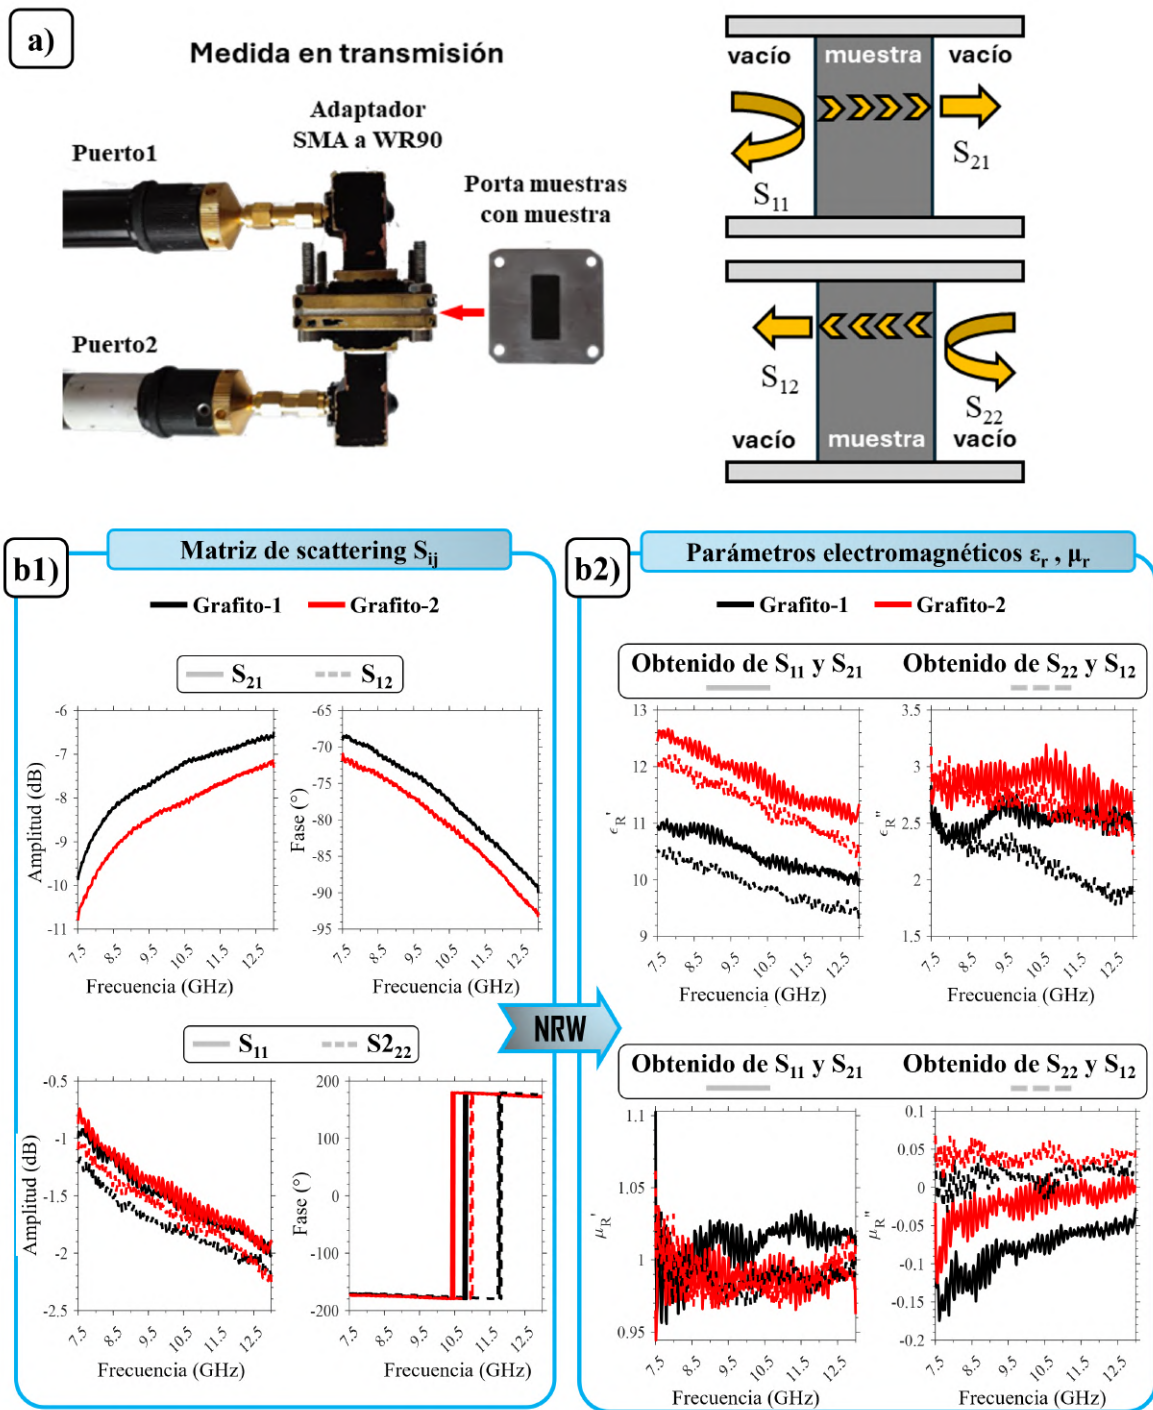 a)
Medida en transmisión
Adaptador
SMA a WR90
Puerto1
Porta muestras
con muestra
Puerto2
vacío muestra vacío
S11
S21
S12
S22
vacío muestra vacío
b1)
Matriz de scattering Sij
Grafito-1 Grafito-2
S21 S12
-6
-7
-8
-9
-10
-11
Amplitud (dB)
7.5 8.5 9.5 10.5 11.5 12.5
Frecuencia (GHz)
-65
-70
-75
-80
-85
-90
-95
Fase (°)
7.5 8.5 9.5 10.5 11.5 12.5
Frecuencia (GHz)
S11 S222
-0.5
-1
-1.5
-2
-2.5
Amplitud (dB)
7.5 8.5 9.5 10.5 11.5 12.5
Frecuencia (GHz)
200
100
0
-100
-200
Fase (°)
7.5 8.5 9.5 10.5 11.5 12.5
Frecuencia (GHz)
NRW
b2)
Parámetros electromagnéticos εr , μr
Grafito-1 Grafito-2
Obtenido de S11 y S21 Obtenido de S22 y S12
13
12
11
10
9
ϵR'
7.5 8.5 9.5 10.5 11.5 12.5
Frecuencia (GHz)
3.5
3
2.5
2
1.5
ϵR''
7.5 8.5 9.5 10.5 11.5 12.5
Frecuencia (GHz)
Obtenido de S11 y S21 Obtenido de S22 y S12
1.1
1.05
1
0.95
μR'
7.5 8.5 9.5 10.5 11.5 12.5
Frecuencia (GHz)
0.1
0.05
0
-0.05
-0.1
-0.15
-0.2
μR''
7.5 8.5 9.5 10.5 11.5 12.5
Frecuencia (GHz)